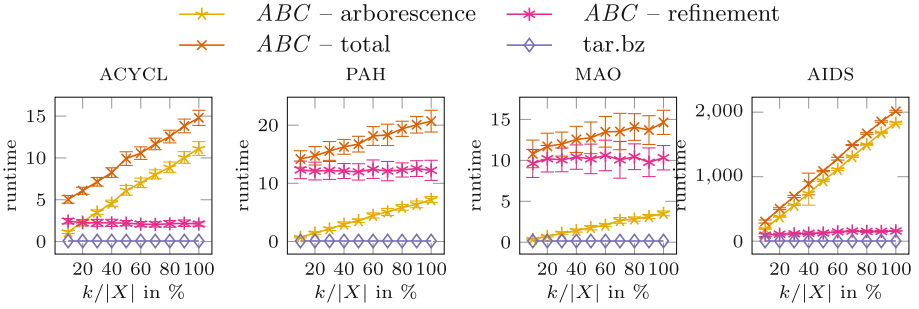 ABC – arborescence ABC – refinement
ABC – total tar.bz
ACYCL PAH MAO AIDS
runtime
15
10
5
0
20 40 60 80 100
k/|X| in %
runtime
20
10
0
20 40 60 80 100
k/|X| in %
runtime
15
10
5
0
20 40 60 80 100
k/|X| in %
runtime
2,000
1,000
0
20 40 60 80 100
k/|X| in %